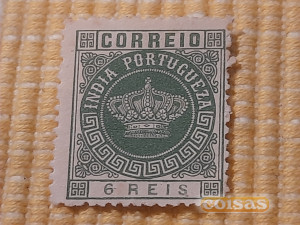 CORREIO
INDIA PORTUGUEZA
6 REIS
coisas